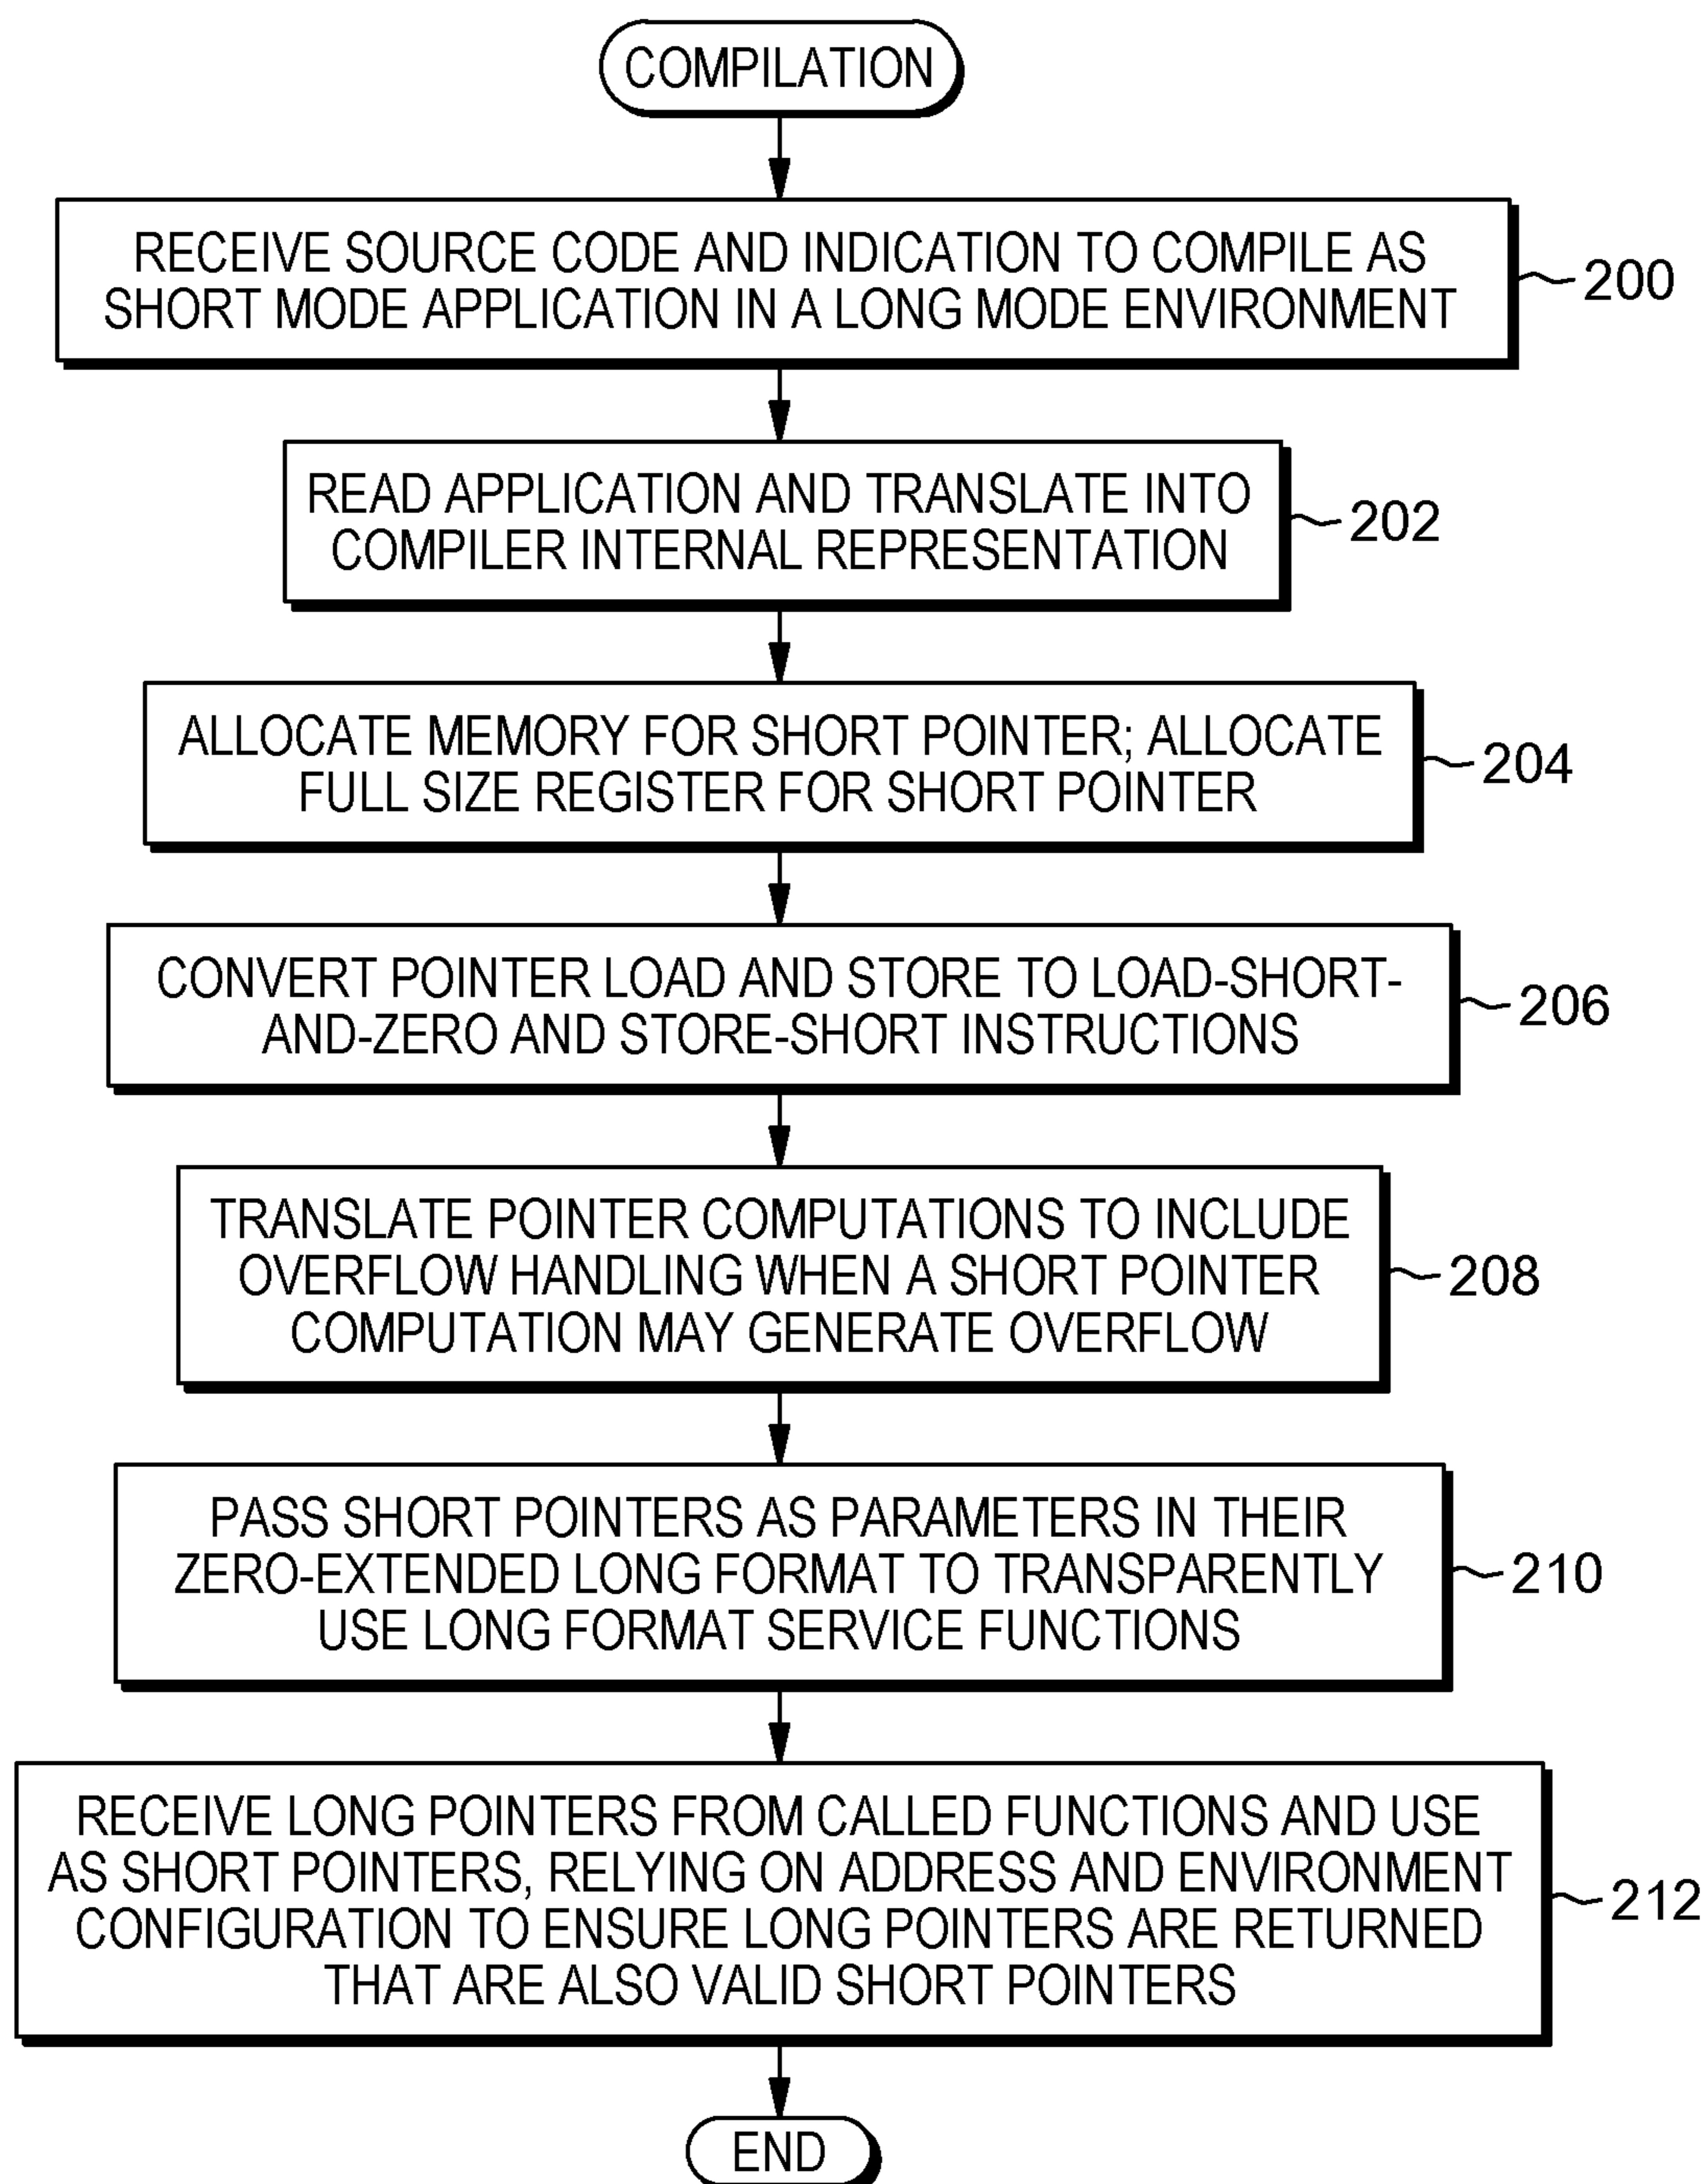 COMPILATION
RECEIVE SOURCE CODE AND INDICATION TO COMPILE AS
SHORT MODE APPLICATION IN A LONG MODE ENVIRONMENT
200
READ APPLICATION AND TRANSLATE INTO
COMPILER INTERNAL REPRESENTATION
202
ALLOCATE MEMORY FOR SHORT POINTER; ALLOCATE
FULL SIZE REGISTER FOR SHORT POINTER
204
CONVERT POINTER LOAD AND STORE TO LOAD-SHORT-
AND-ZERO AND STORE-SHORT INSTRUCTIONS
206
TRANSLATE POINTER COMPUTATIONS TO INCLUDE
OVERFLOW HANDLING WHEN A SHORT POINTER
COMPUTATION MAY GENERATE OVERFLOW
208
PASS SHORT POINTERS AS PARAMETERS IN THEIR
ZERO-EXTENDED LONG FORMAT TO TRANSPARENTLY
USE LONG FORMAT SERVICE FUNCTIONS
210
RECEIVE LONG POINTERS FROM CALLED FUNCTIONS AND USE
AS SHORT POINTERS, RELYING ON ADDRESS AND ENVIRONMENT
CONFIGURATION TO ENSURE LONG POINTERS ARE RETURNED
THAT ARE ALSO VALID SHORT POINTERS
212
END